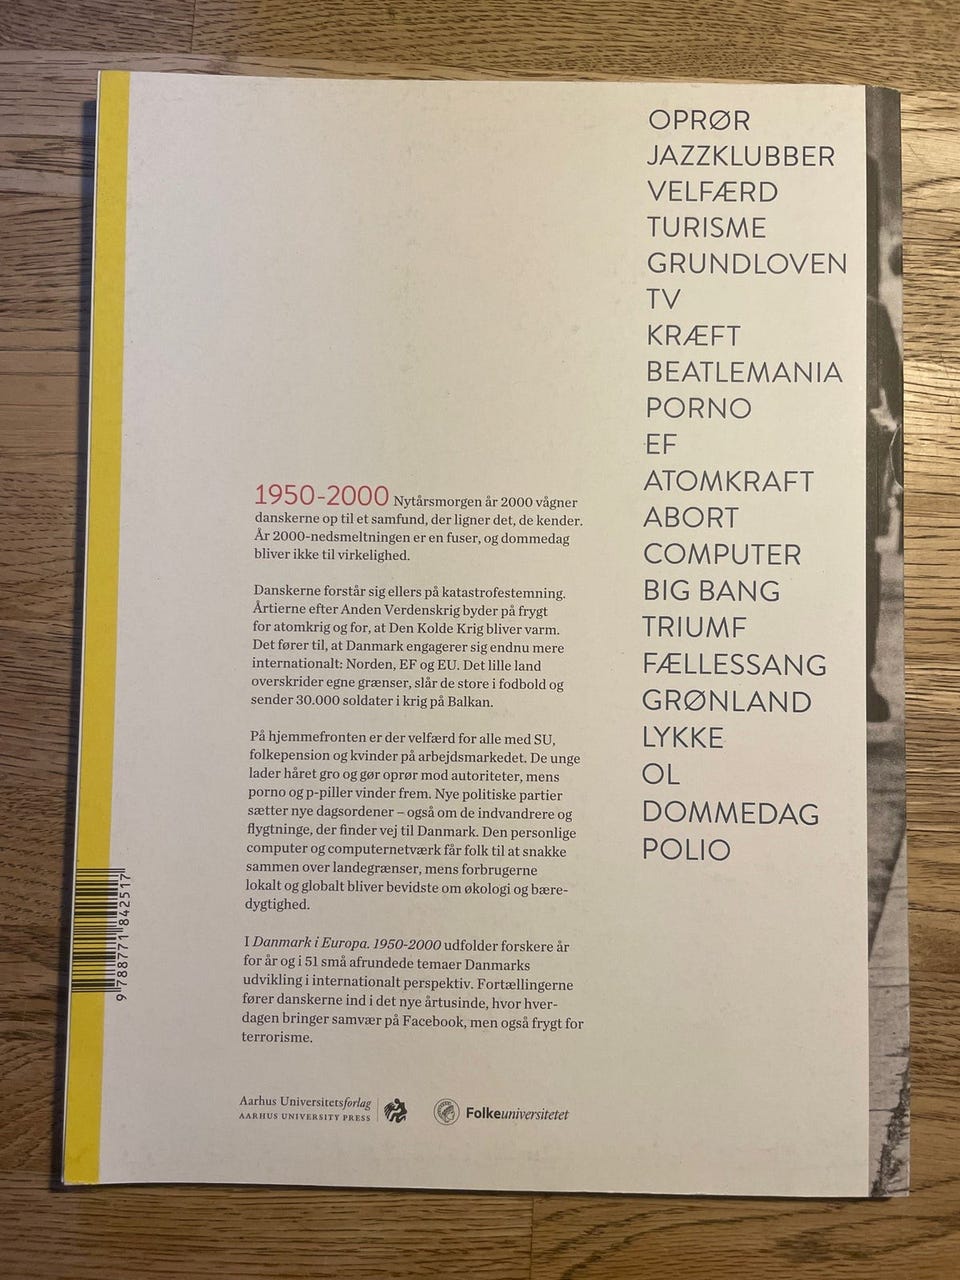 OPRØR
JAZZKLUBBER
VELFÆRD
TURISME
GRUNDLOVEN
TV
KRÆFT
BEATLEMANIA
PORNO
EF
ATOMKRAFT
ABORT
COMPUTER
BIG BANG
TRIUMF
FÆLLESSANG
GRØNLAND
LYKKE
OL
DOMMEDAG
POLIO
1950-2000 Nytårsmorgen år 2000 vågner
danskerne op til et samfund, der ligner det, de kender.
År 2000-nedsmeltningen er en fuser, og dommedag
bliver ikke til virkelighed.
Danskerne forstår sig ellers på katastrofestemning.
Årtierne efter Anden Verdenskrig byder på frygt
for atomkrig og for, at Den Kolde Krig bliver varm.
Det fører til, at Danmark engagerer sig endnu mere
internationalt: Norden, EF og EU. Det lille land
overskrider egne grænser, slår de store i fodbold og
sender 30.000 soldater i krig på Balkan.
På hjemmefronten er der velfærd for alle med SU,
folkepension og kvinder på arbejdsmarkedet. De unge
lader håret gro og gør oprør mod autoriteter, mens
porno og p-piller vinder frem. Nye politiske partier
sætter nye dagsordener – også om de indvandrere og
flygtninge, der finder vej til Danmark. Den personlige
computer og computernetværk får folk til at snakke
sammen over landegrænser, mens forbrugerne
lokalt og globalt bliver bevidste om økologi og bære-
dygtighed.
I Danmark i Europa. 1950-2000 udfolder forskere år
for år og i 51 små afrundede temaer Danmarks
udvikling i internationalt perspektiv. Fortællingerne
fører danskerne ind i det nye årtusinde, hvor hver-
dagen bringer samvær på Facebook, men også frygt for
terrorisme.
Aarhus Universitetsforlag
AARHUS UNIVERSITY PRESS
Folkeuniversitetet
9 788771 842517